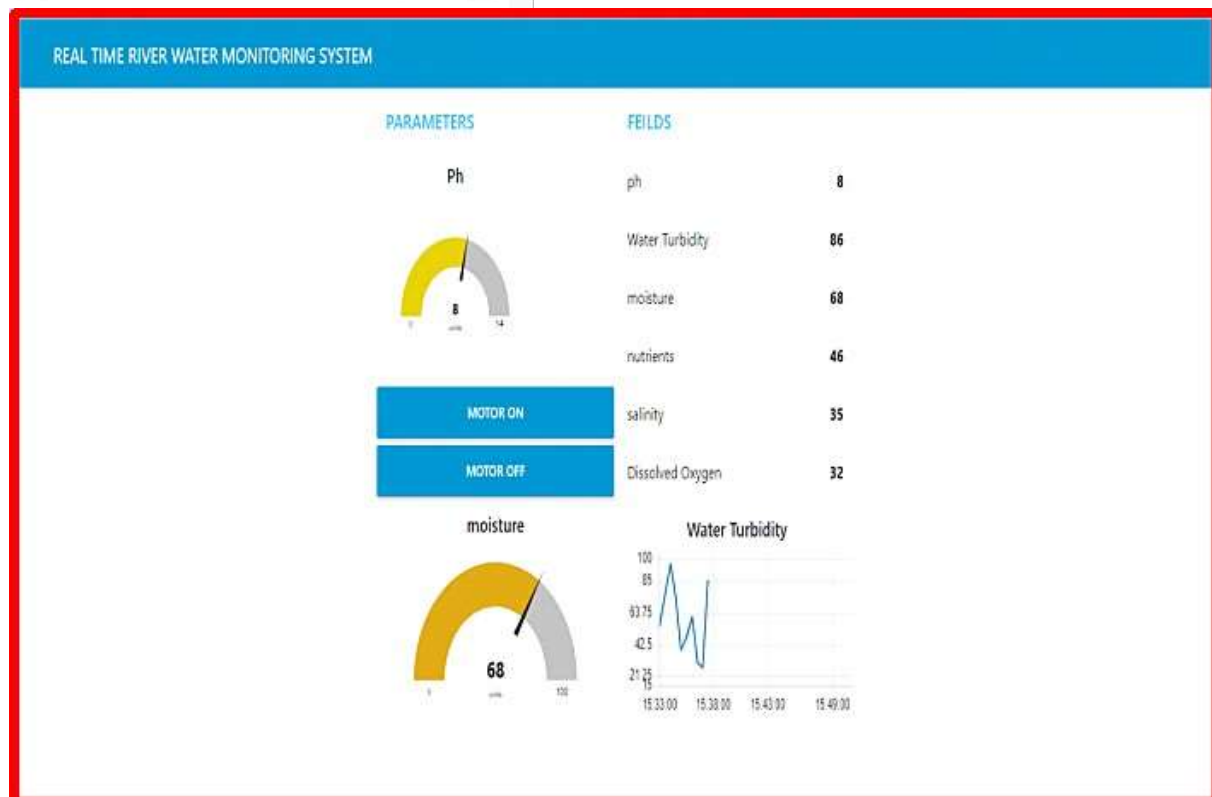 REAL TIME RIVER WATER MONITORING SYSTEM
PARAMETERS
Ph
8
14
MOTOR ON
MOTOR OFF
moisture
68
0
units
100
FEILDS
ph 8
Water Turbidity 86
moisture 68
nutrients 46
salinity 35
Dissolved Oxygen 32
Water Turbidity
100
85
63.75
42.5
21.25
15
15:33:00 15:38:00 15:43:00 15:49:00